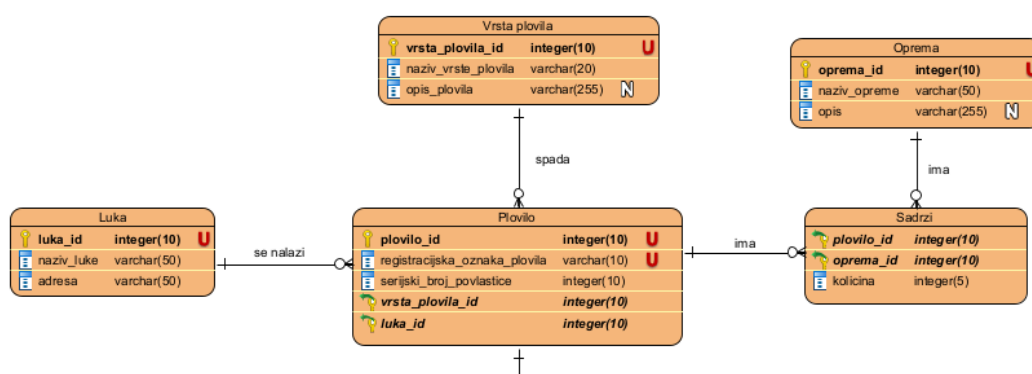 Vrsta plovila
vrsta_plovila_id integer(10) U
naziv_vrste_plovila varchar(20)
opis_plovila varchar(255) N
Oprema
oprema_id integer(10) U
naziv_opreme varchar(50)
opis varchar(255) N
spada
ima
Luka
luka_id integer(10) U
naziv_luke varchar(50)
adresa varchar(50)
se nalazi
Plovilo
plovilo_id integer(10) U
registracijska_oznaka_plovila varchar(10) U
serijski_broj_povlastice integer(10)
vrsta_plovila_id integer(10)
luka_id integer(10)
ima
Sadrzi
plovilo_id integer(10)
oprema_id integer(10)
kolicina integer(5)